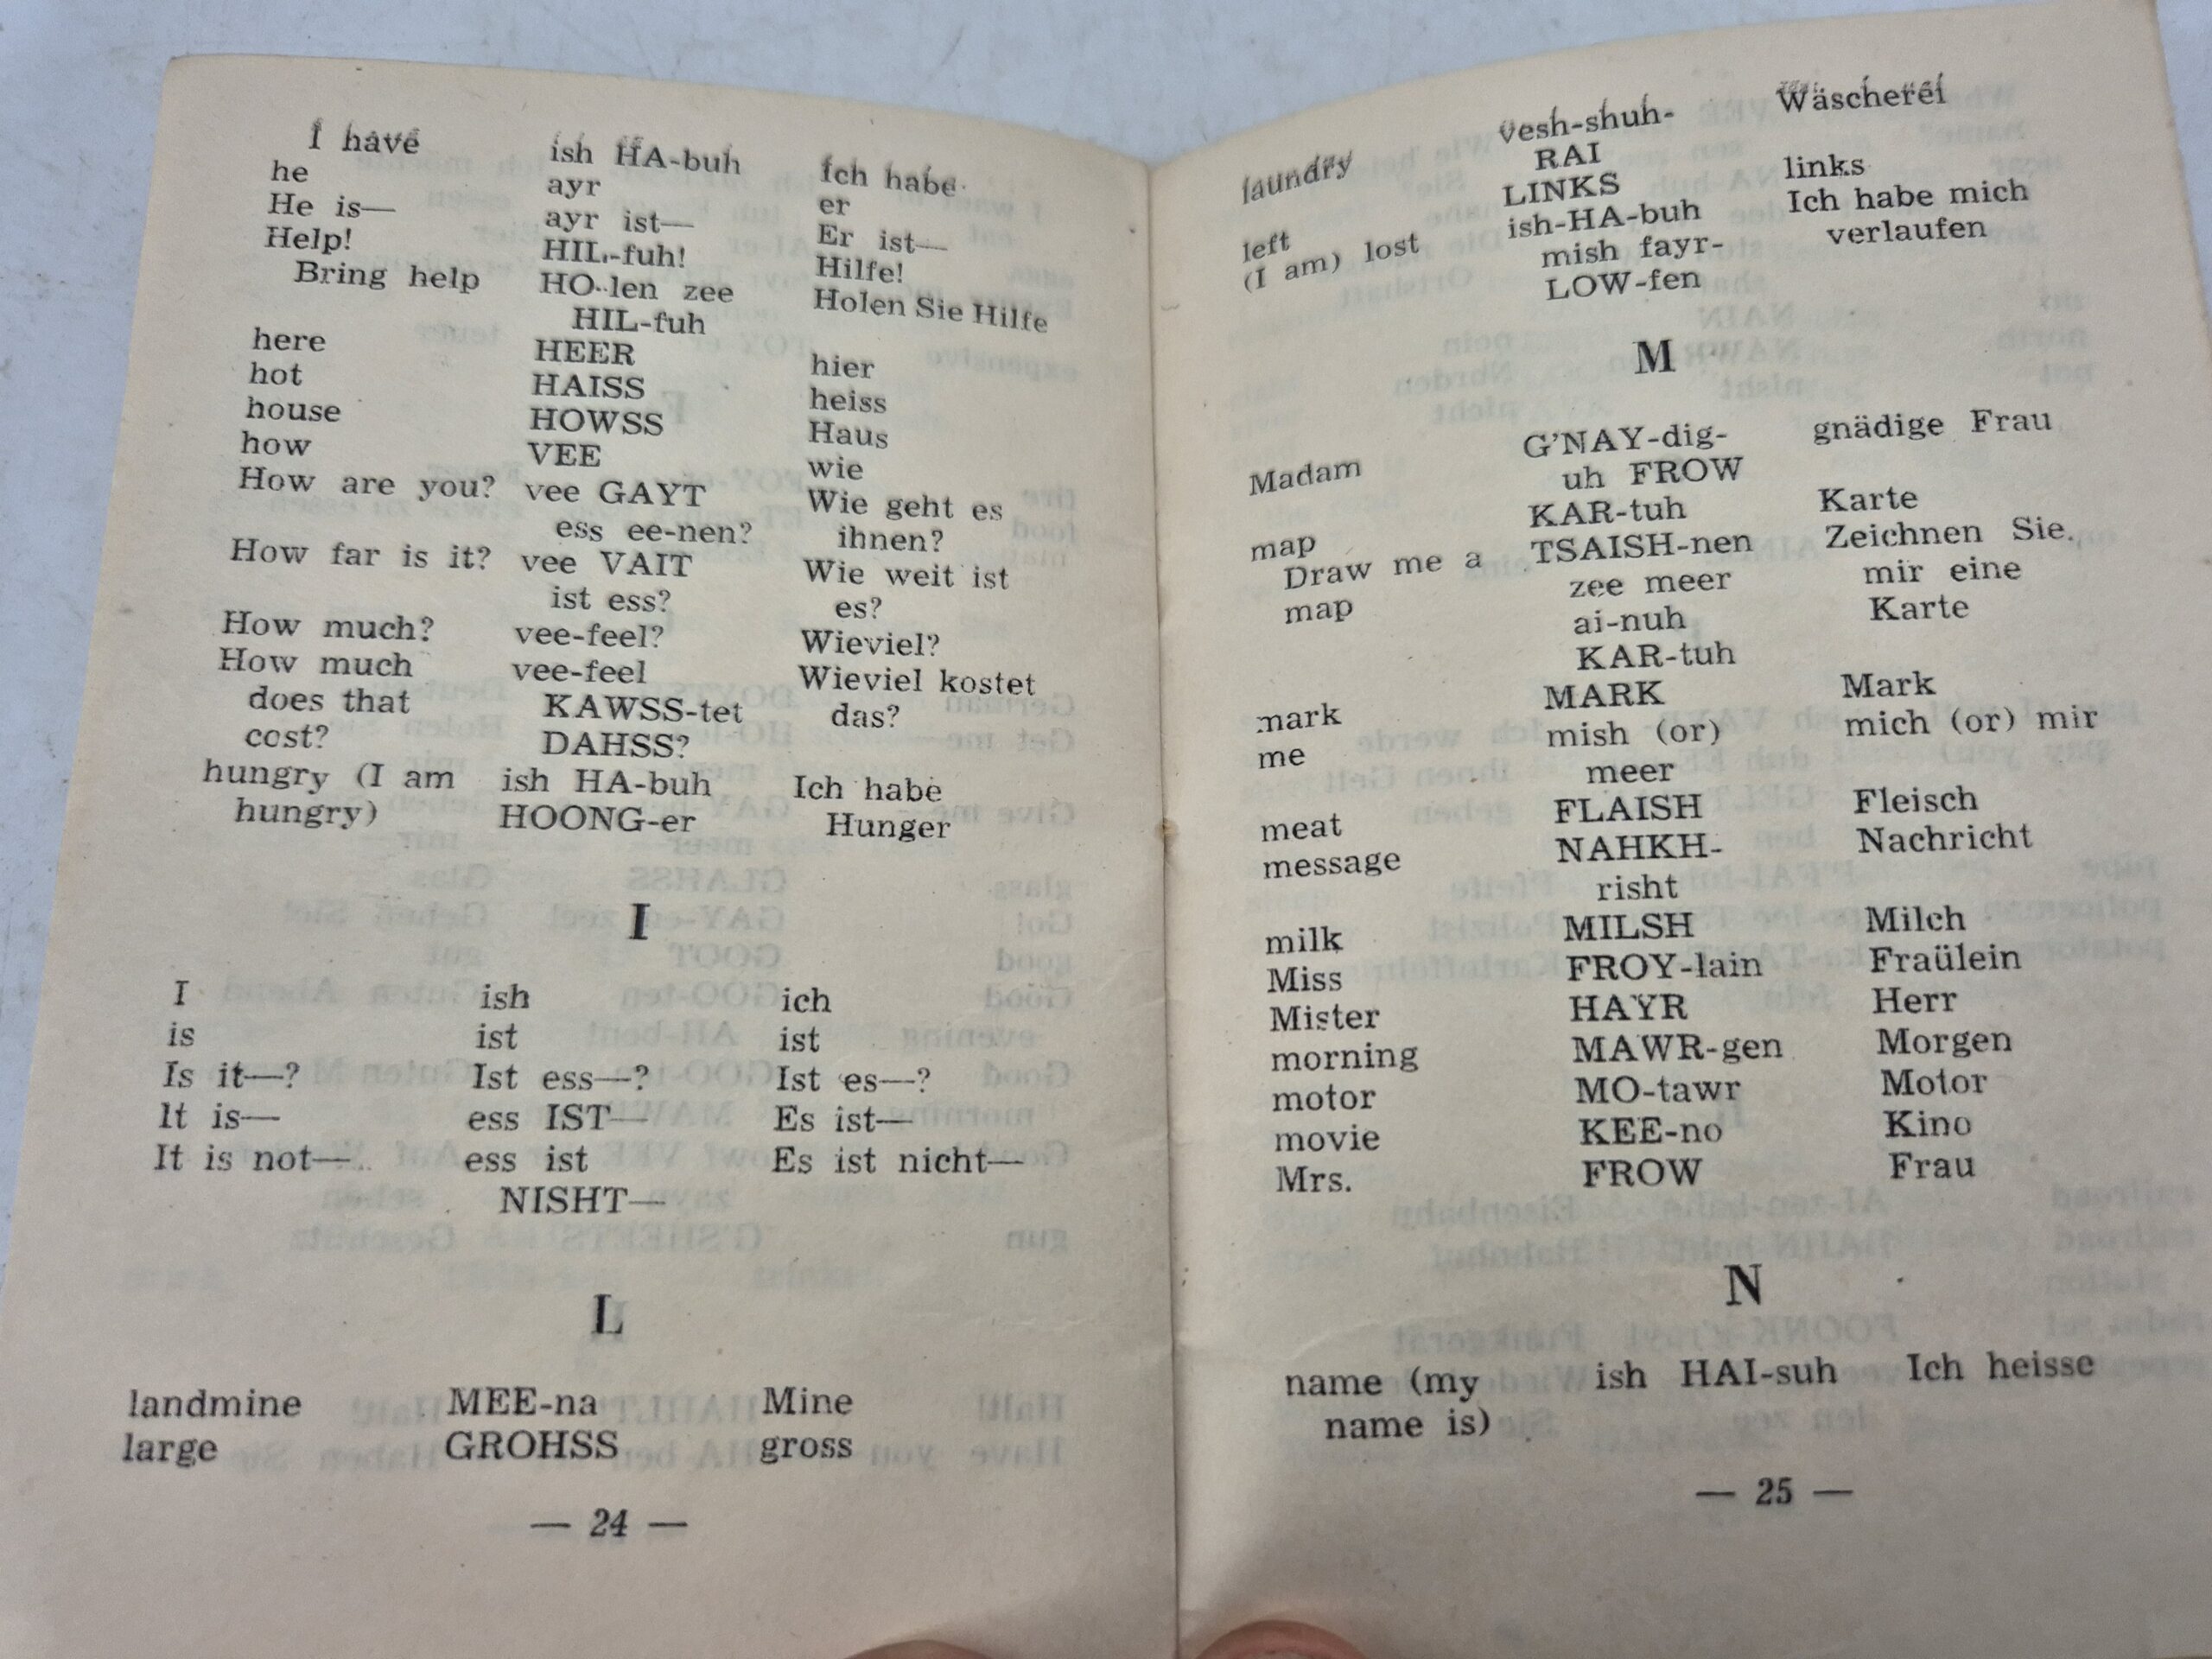 I have ish HA-buh Ich habe
he ayr er
He is— ayr ist— Er ist—
Help! HIL-fuh! Hilfe!
Bring help HO-len zee Holen Sie Hilfe
HIL-fuh
here HEER hier
hot HAISS heiss
house HOWSS Haus
how VEE wie
How are you? vee GAYT Wie geht es
ess ee-nen? ihnen?
How far is it? vee VAIT Wie weit ist
ist ess? es?
How much? vee-feel? Wieviel?
How much vee-feel Wieviel kostet
does that KAWSS-tet das?
cost? DAHSS?
hungry (I am ish HA-buh Ich habe
hungry) HOONG-er Hunger
I
I ish ich
is ist ist
Is it—? Ist ess—? Ist es—?
It is— ess IST— Es ist—
It is not— ess ist Es ist nicht—
NISHT—
L
landmine MEE-na Mine
large GROHSS gross
— 24 —
laundry vesh-shuh- Wäscherei
RAI
left LINKS links
(I am) lost ish-HA-buh Ich habe mich
mish fayr- verlaufen
LOW-fen
M
Madam G'NAY-dig- gnädige Frau
uh FROW
map KAR-tuh Karte
Draw me a TSAISH-nen Zeichnen Sie
map zee meer mir eine
ai-nuh Karte
KAR-tuh
mark MARK Mark
me mish (or) mich (or) mir
meer
meat FLAISH Fleisch
message NAHKH- Nachricht
risht
milk MILSH Milch
Miss FROY-lain Fraülein
Mister HAYR Herr
morning MAWR-gen Morgen
motor MO-tawr Motor
movie KEE-no Kino
Mrs. FROW Frau
N
name (my ish HAI-suh Ich heisse
name is)
— 25 —